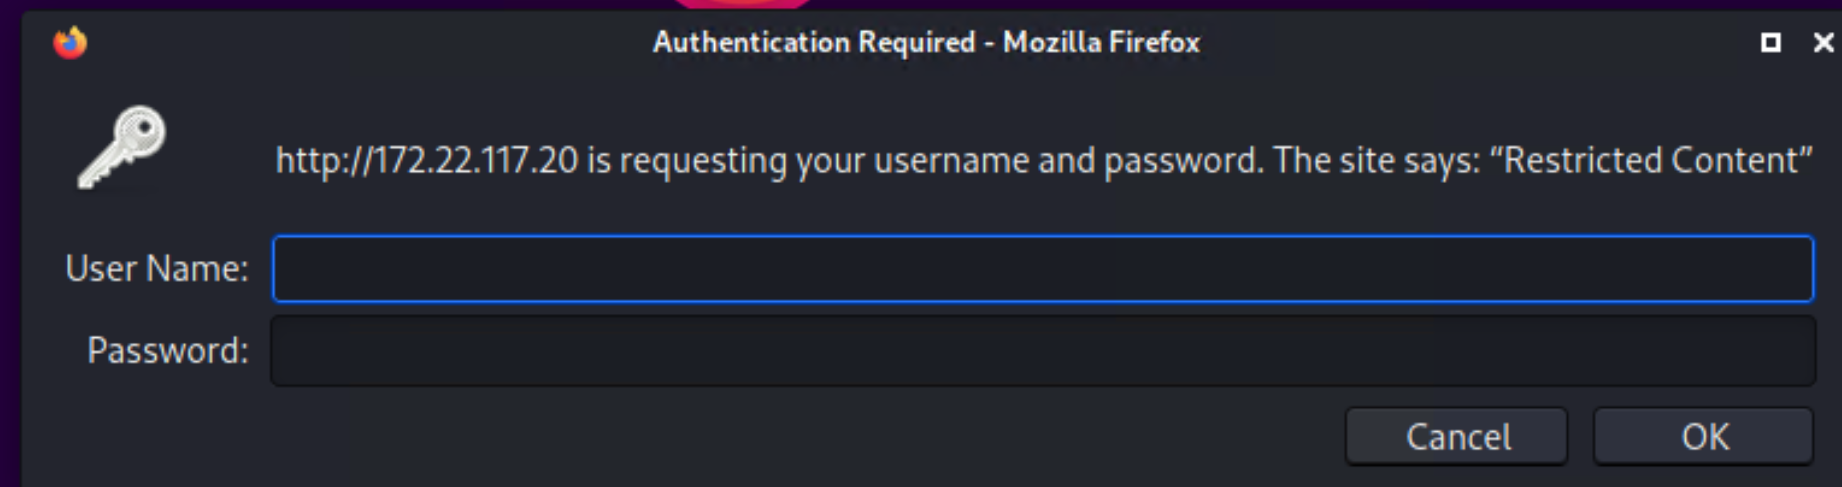 Authentication Required - Mozilla Firefox
http://172.22.117.20 is requesting your username and password. The site says: “Restricted Content”
User Name:
Password:
Cancel OK